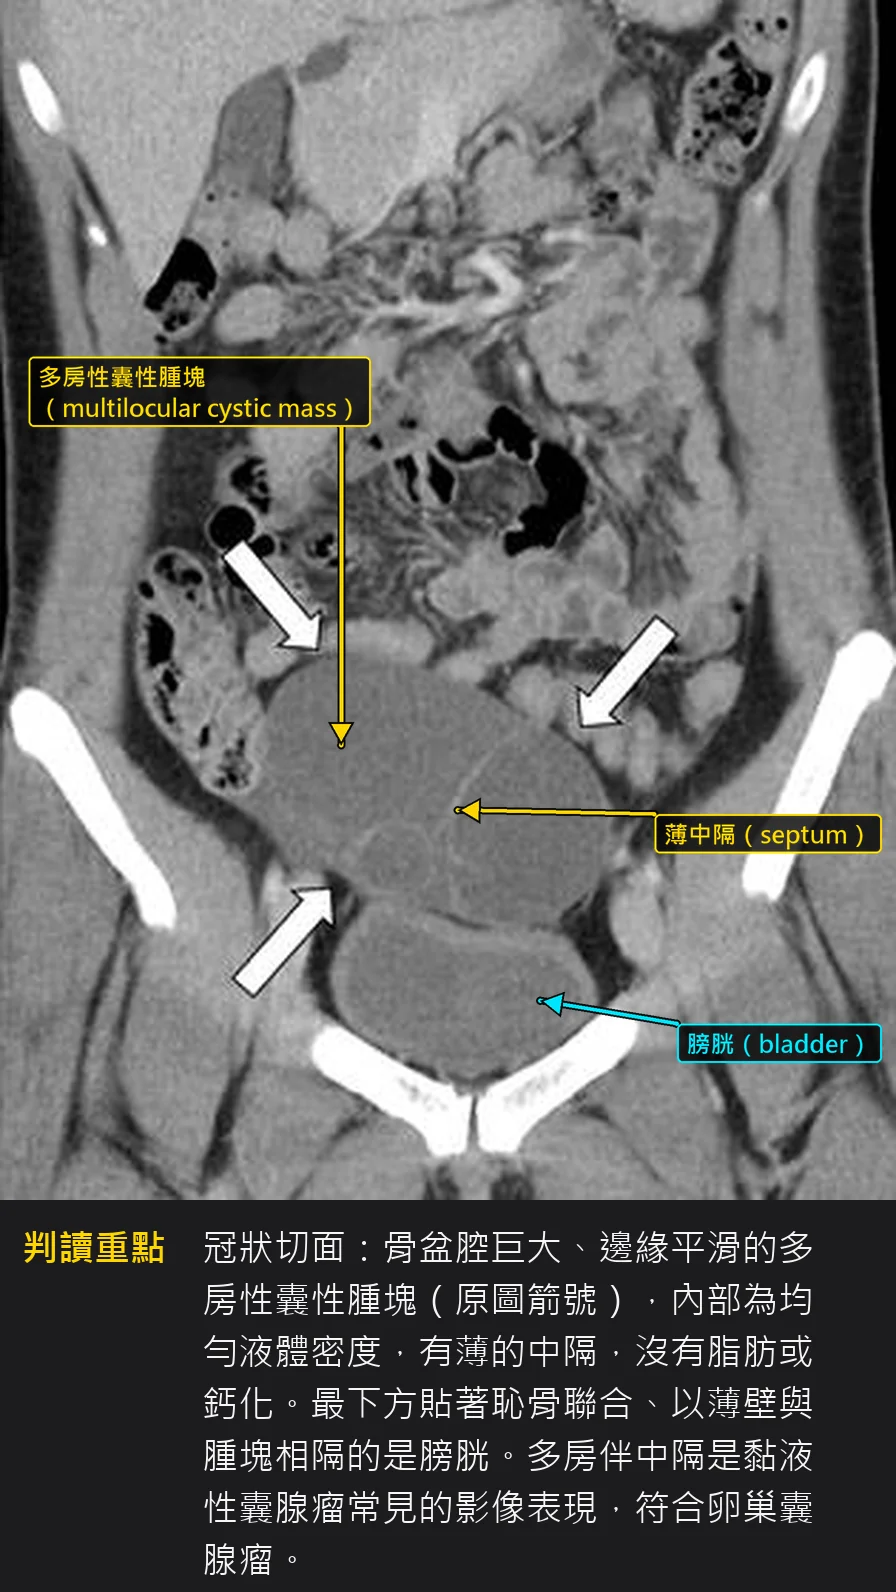 多房性囊性腫塊
（multilocular cystic mass）
薄中隔（septum）
膀胱（bladder）
判讀重點
冠狀切面：骨盆腔巨大、邊緣平滑的多
房性囊性腫塊（原圖箭號），內部為均
勻液體密度，有薄的中隔，沒有脂肪或
鈣化。最下方貼著恥骨聯合、以薄壁與
腫塊相隔的是膀胱。多房伴中隔是黏液
性囊腺瘤常見的影像表現，符合卵巢囊
腺瘤。